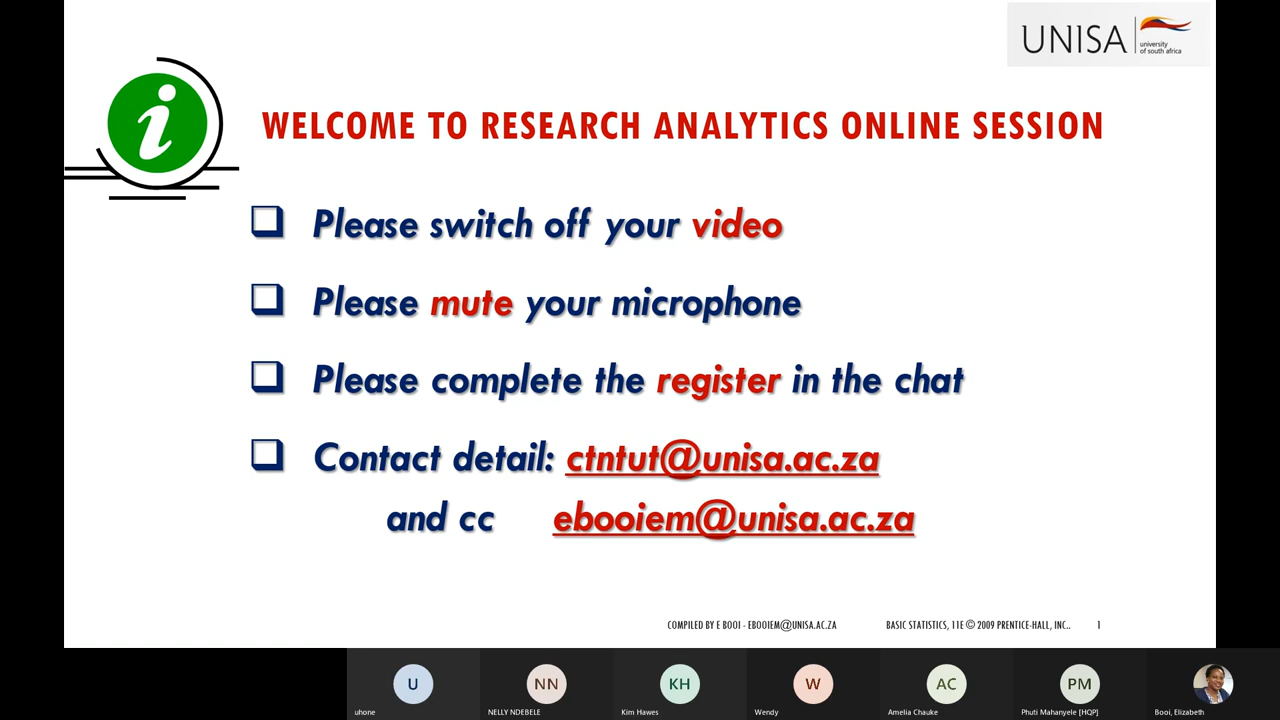 UNISA
university
of south africa
WELCOME TO RESEARCH ANALYTICS ONLINE SESSION
Please switch off your video
Please mute your microphone
Please complete the register in the chat
Contact detail: ctntut@unisa.ac.za
and cc ebooiem@unisa.ac.za
COMPILED BY E BOOI - EBOOIEM@UNISA.AC.ZA BASIC STATISTICS, 11E © 2009 PRENTICE-HALL, INC.. 1
U NN KH W AC PM
uhone NELLY NDEBELE Kim Hawes Wendy Amelia Chauke Phuti Mahanyele [HQP] Booi, Elizabeth